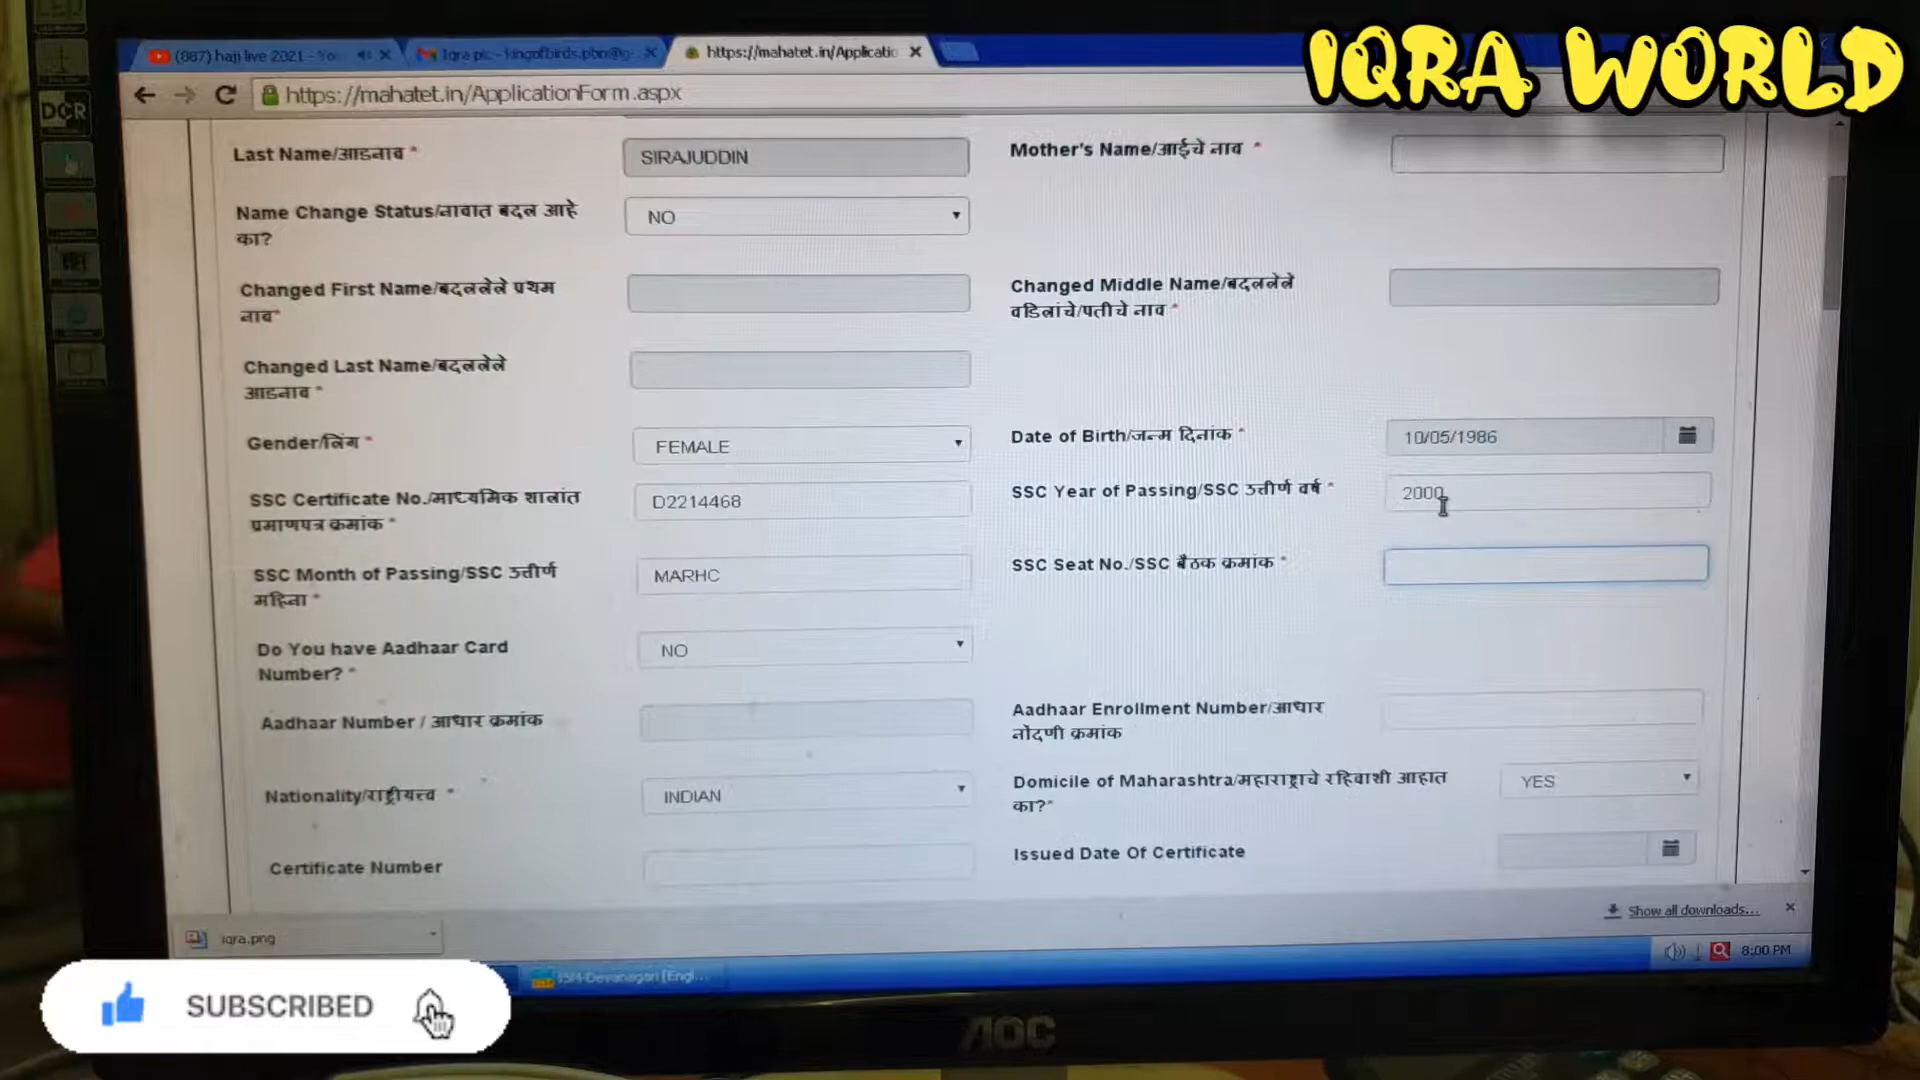 IQRA WORLD
(887) hajj live 2021 - Yo
Iqra pic - kingofbirds.pbn@g
https://mahatet.in/Applicatio
https://mahatet.in/ApplicationForm.aspx
DCR
Last Name/आडनाव *
SIRAJUDDIN
Mother's Name/आईचे नाव *
Name Change Status/नावात बदल आहे
का?
NO
Changed First Name/बदललेले प्रथम
नाव*
Changed Middle Name/बदललेले
वडिलांचे/पतीचे नाव *
Changed Last Name/बदललेले
आडनाव *
Gender/लिंग *
FEMALE
Date of Birth/जन्म दिनांक *
10/05/1986
SSC Certificate No./माध्यमिक शालांत
प्रमाणपत्र क्रमांक *
D2214468
SSC Year of Passing/SSC उत्तीर्ण वर्ष *
2000
SSC Month of Passing/SSC उत्तीर्ण
महिना *
MARHC
SSC Seat No./SSC बैठक क्रमांक *
Do You have Aadhaar Card
Number? *
NO
Aadhaar Number / आधार क्रमांक
Aadhaar Enrollment Number/आधार
नोंदणी क्रमांक
Nationality/राष्ट्रीयत्त्व *
INDIAN
Domicile of Maharashtra/महाराष्ट्राचे रहिवाशी आहात
का?*
YES
Certificate Number
Issued Date Of Certificate
Show all downloads...
iqra.png
ISM-Devanagari [Engl...
8:00 PM
SUBSCRIBED
AOC